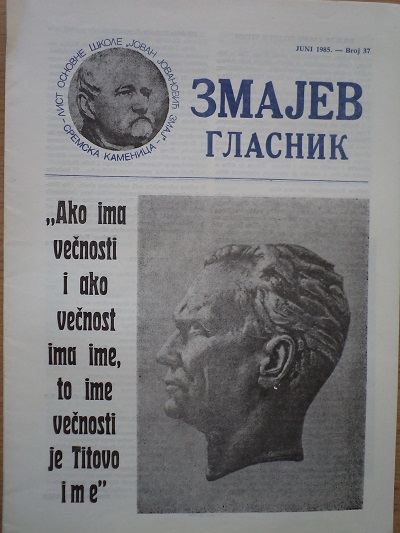 JUNI 1985. — Broj 37
ЛИСТ ОСНОВНЕ ШКОЛЕ „ЈОВАН ЈОВАНОВИЋ ЗМАЈ" - СРЕМСКА КАМЕНИЦА -
ЗМАЈЕВ
ГЛАСНИК
„Ako ima
večnosti
i ako
večnost
ima ime,
to ime
večnosti
je Titovo
ime”